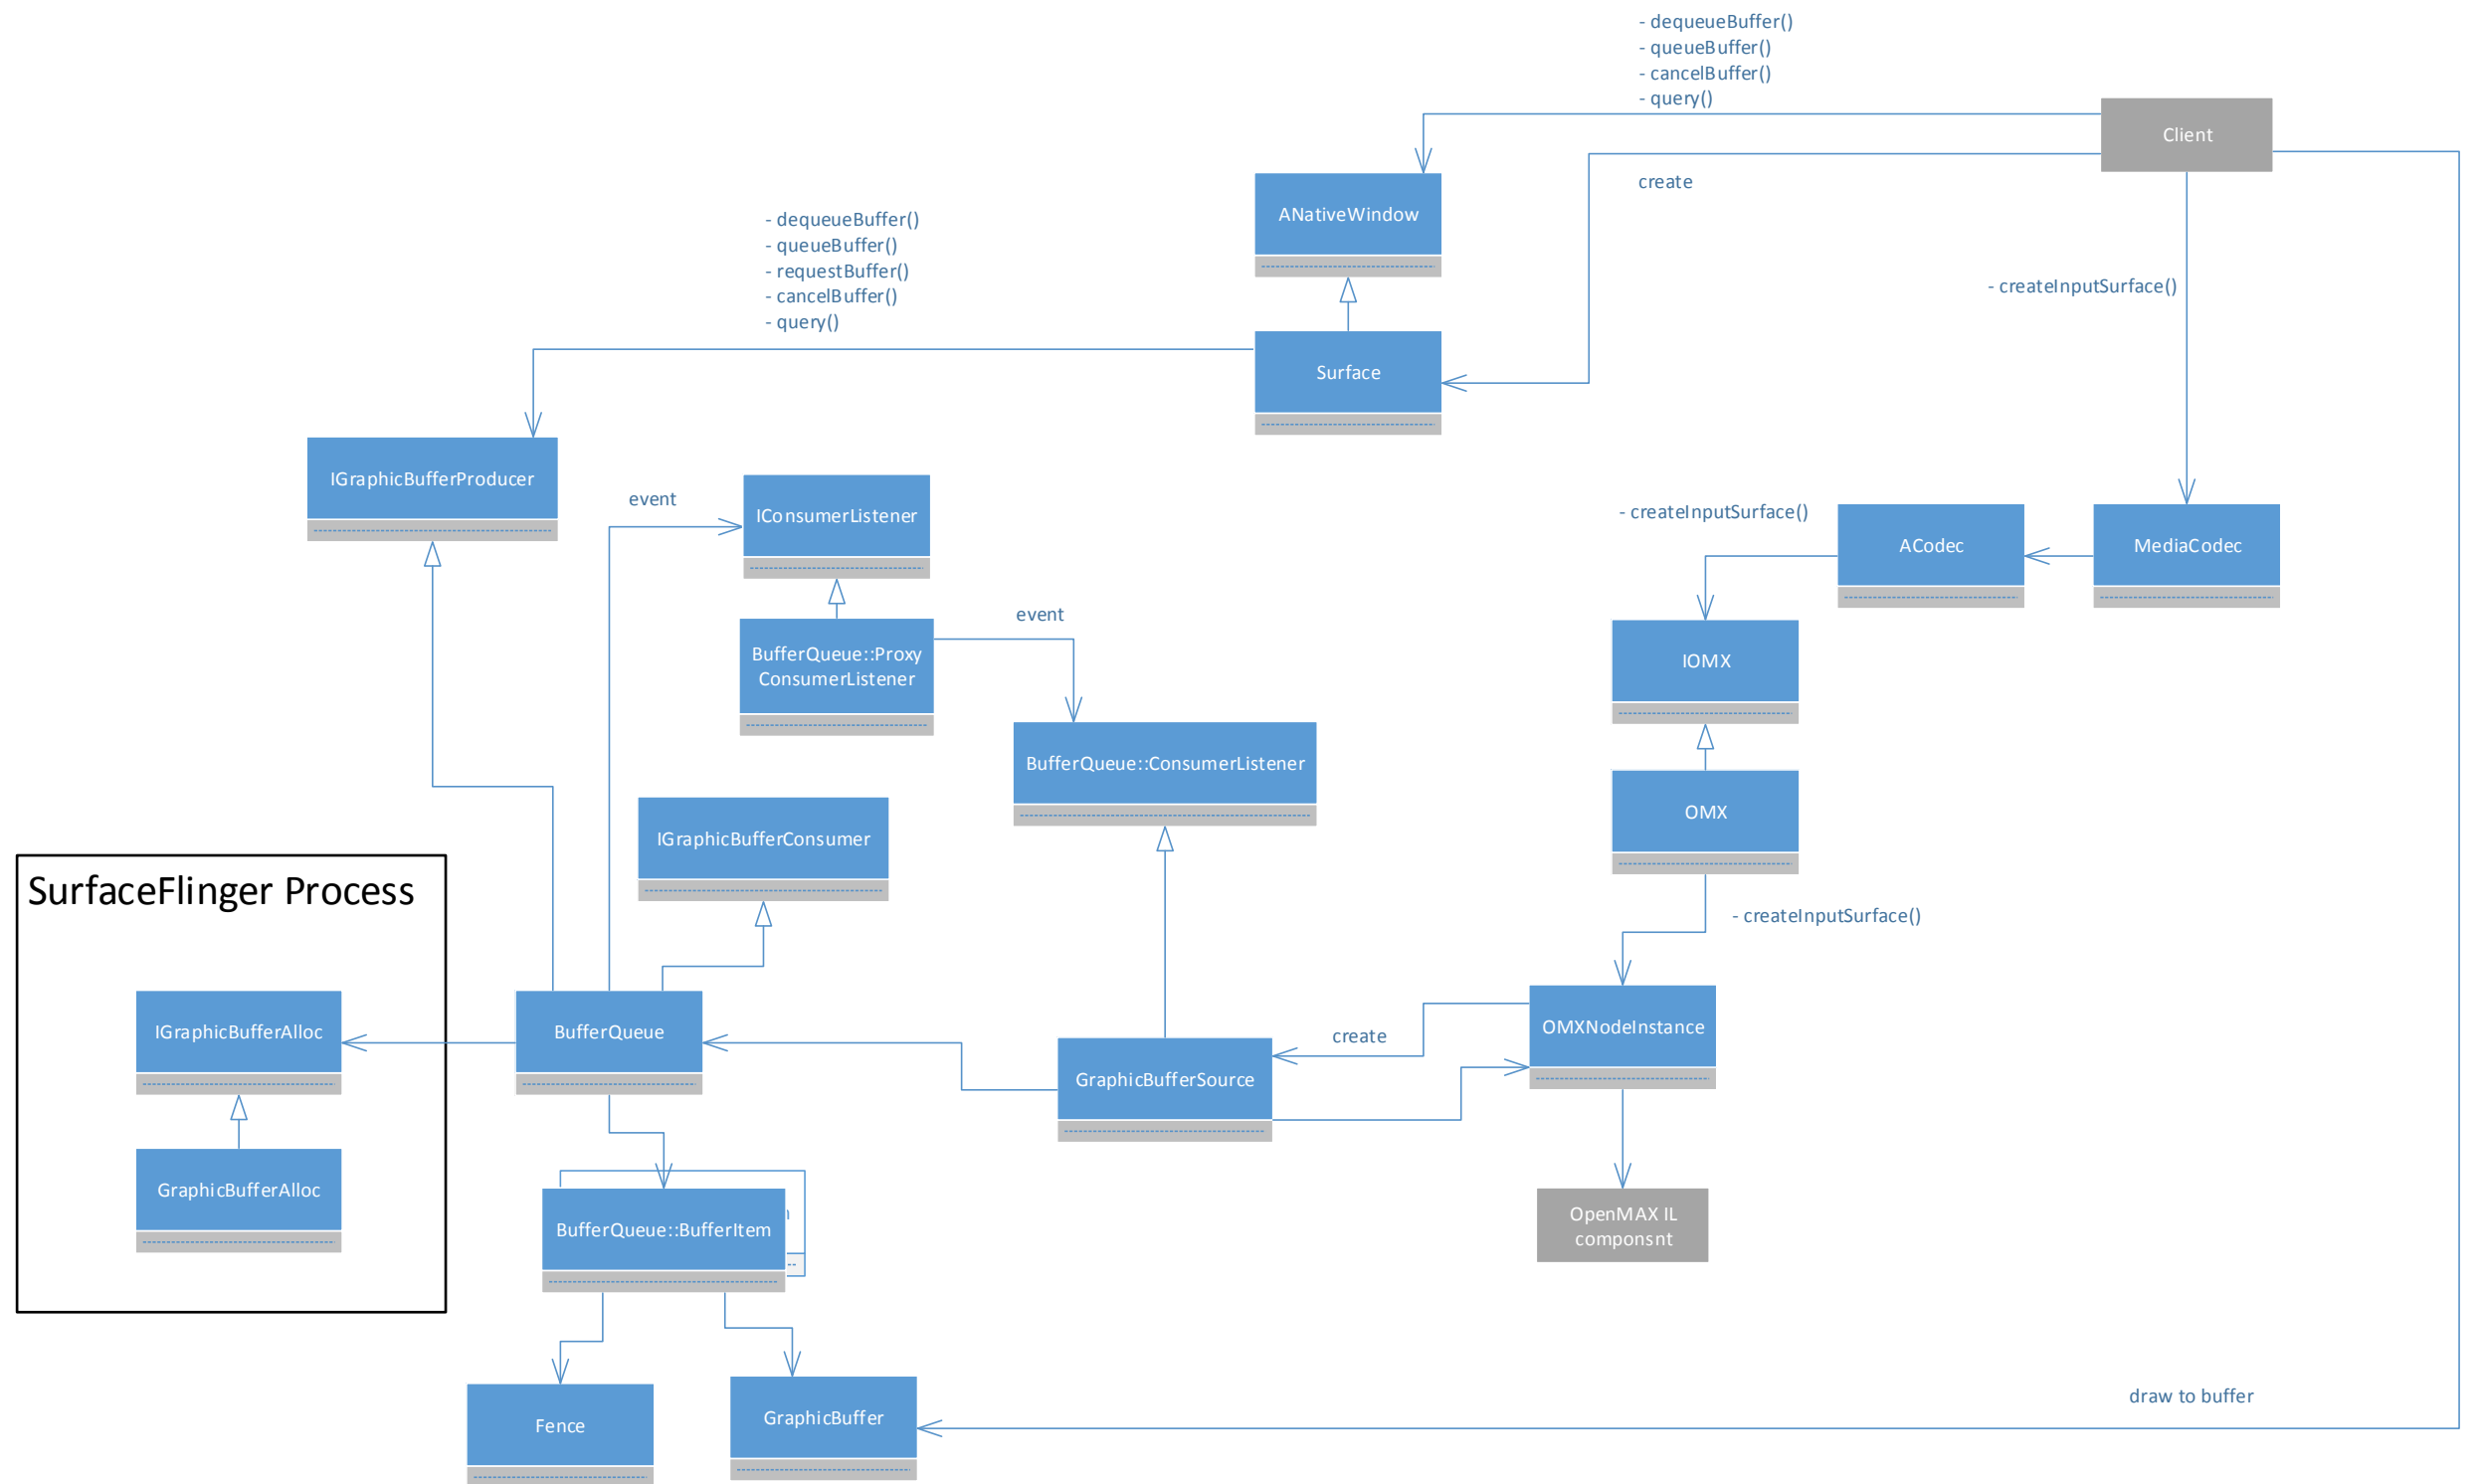 - dequeueBuffer()
- queueBuffer()
- cancelBuffer()
- query()
Client
create
ANativeWindow
- dequeueBuffer()
- queueBuffer()
- requestBuffer()
- cancelBuffer()
- query()
- createInputSurface()
Surface
IGraphicBufferProducer
event
IConsumerListener
- createInputSurface()
ACodec
MediaCodec
event
BufferQueue::Proxy
ConsumerListener
IOMX
BufferQueue::ConsumerListener
OMX
IGraphicBufferConsumer
SurfaceFlinger Process
- createInputSurface()
IGraphicBufferAlloc
BufferQueue
create
OMXNodeInstance
GraphicBufferSource
GraphicBufferAlloc
BufferQueue::BufferItem
OpenMAX IL
componsnt
draw to buffer
Fence
GraphicBuffer